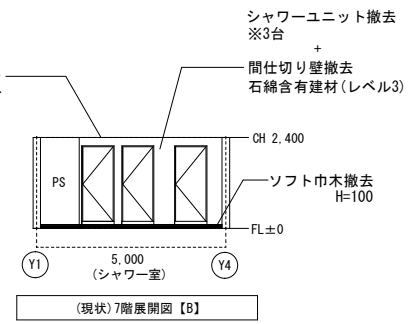 シャワーユニット撤去
※3台
+
間仕切り壁撤去
石綿含有建材(レベル3)
CH 2,400
PS
ソフト巾木撤去
H=100
FL±0
Y1
5,000
(シャワー室)
Y4
(現状)7階展開図【B】